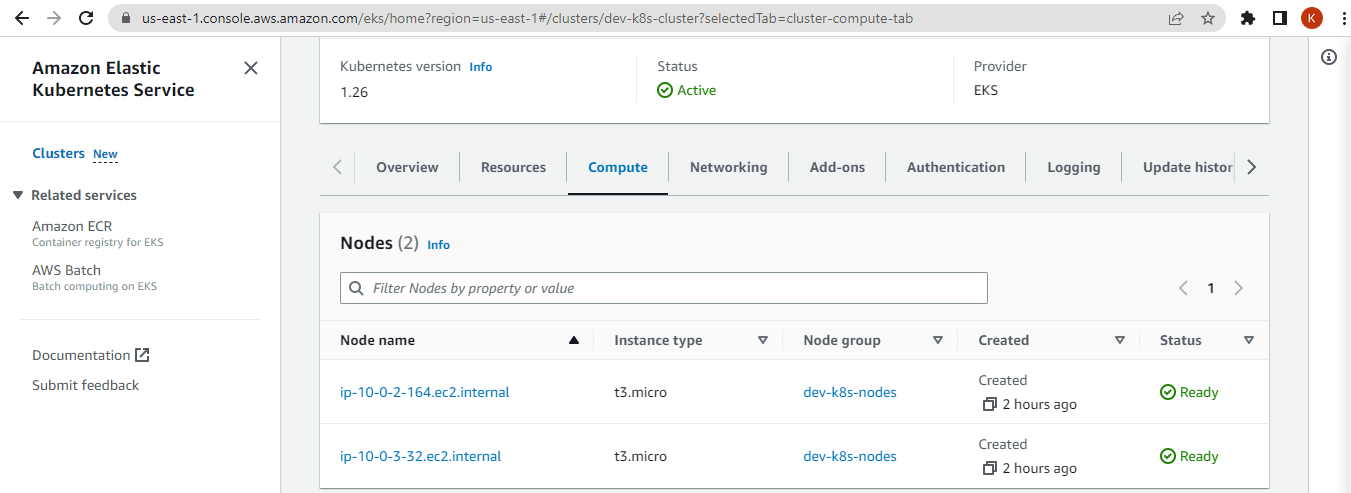 us-east-1.console.aws.amazon.com/eks/home?region=us-east-1#/clusters/dev-k8s-cluster?selectedTab=cluster-compute-tab
K
Amazon Elastic
Kubernetes Service
Clusters New
Related services
Amazon ECR
Container registry for EKS
AWS Batch
Batch computing on EKS
Documentation
Submit feedback
Kubernetes version Info
1.26
Status
Active
Provider
EKS
Overview Resources Compute Networking Add-ons Authentication Logging Update histor
Nodes (2) Info
Filter Nodes by property or value
1
Node name Instance type Node group Created Status
ip-10-0-2-164.ec2.internal t3.micro dev-k8s-nodes Created
2 hours ago Ready
ip-10-0-3-32.ec2.internal t3.micro dev-k8s-nodes Created
2 hours ago Ready